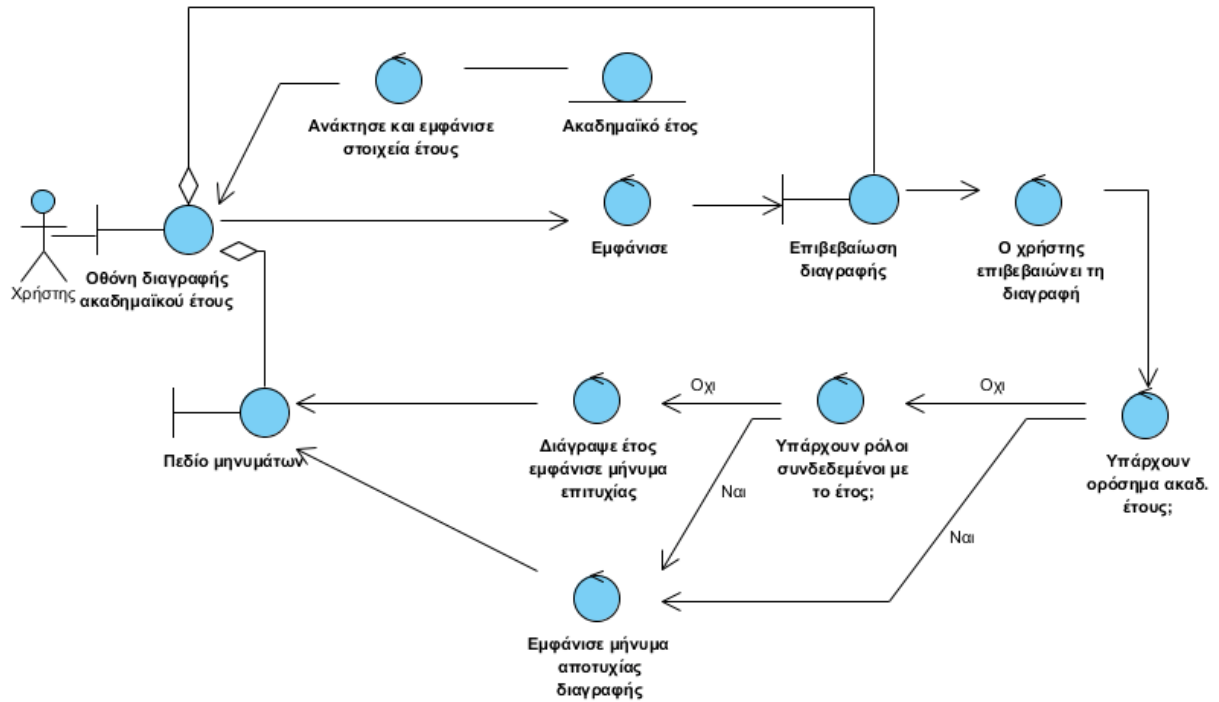 Ανάκτησε και εμφάνισε
στοιχεία έτους
Ακαδημαϊκό έτος
Χρήστης
Οθόνη διαγραφής
ακαδημαϊκού έτους
Εμφάνισε
Επιβεβαίωση
διαγραφής
Ο χρήστης
επιβεβαιώνει τη
διαγραφή
Πεδίο μηνυμάτων
Διάγραψε έτος
εμφάνισε μήνυμα
επιτυχίας
Οχι
Υπάρχουν ρόλοι
συνδεδεμένοι με
το έτος;
Οχι
Υπάρχουν
ορόσημα ακαδ.
έτους;
Ναι
Ναι
Εμφάνισε μήνυμα
αποτυχίας
διαγραφής